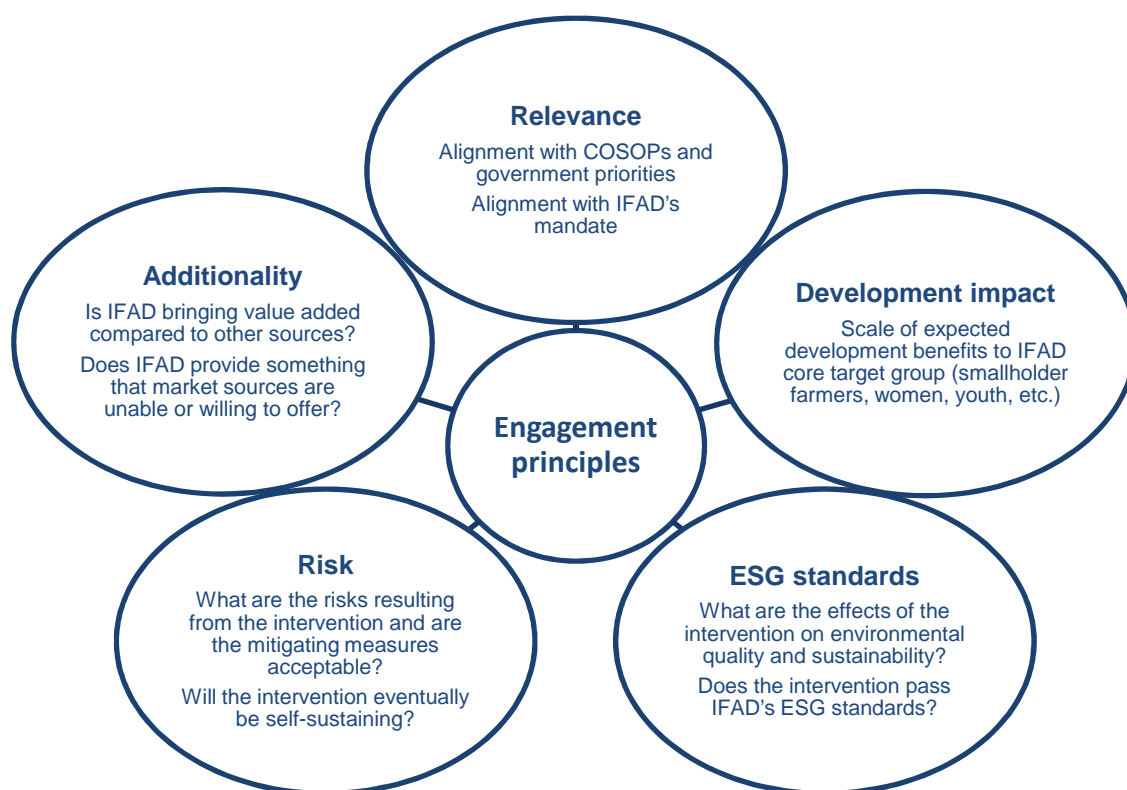 Relevance
Alignment with COSOPs and
government priorities
Alignment with IFAD’s
mandate
Additionality
Is IFAD bringing value added
compared to other sources?
Does IFAD provide something
that market sources are
unable or willing to offer?
Development impact
Scale of expected
development benefits to IFAD
core target group (smallholder
farmers, women, youth, etc.)
Engagement
principles
Risk
What are the risks resulting
from the intervention and are
the mitigating measures
acceptable?
Will the intervention eventually
be self-sustaining?
ESG standards
What are the effects of the
intervention on environmental
quality and sustainability?
Does the intervention pass
IFAD’s ESG standards?